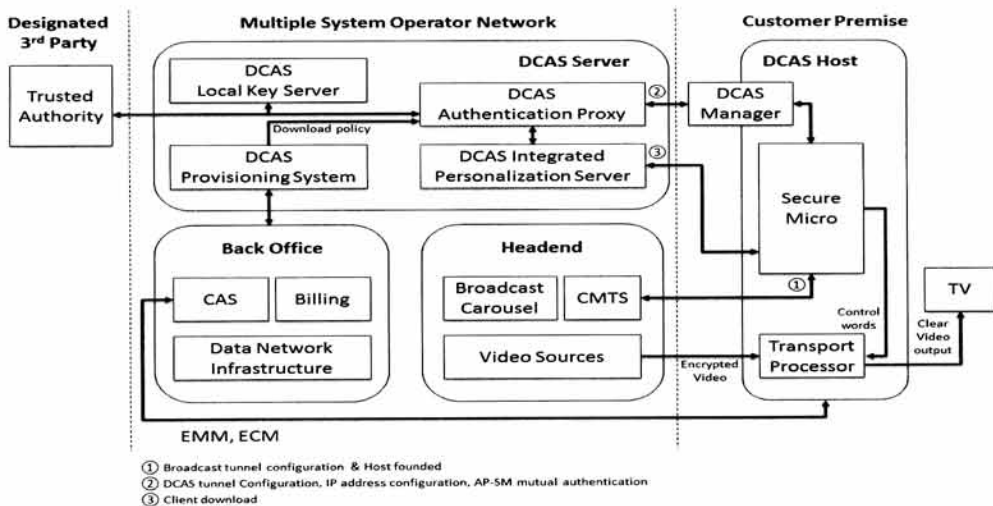 Designated
3rd Party
Multiple System Operator Network
Customer Premise
Trusted
Authority
DCAS
Local Key Server
DCAS Server
DCAS
Authentication Proxy
Download policy
DCAS
Provisioning System
DCAS Integrated
Personalization Server
②
③
DCAS Host
DCAS
Manager
Secure
Micro
①
Back Office
CAS
Billing
Data Network
Infrastructure
Headend
Broadcast
Carousel
CMTS
Video Sources
Encrypted
Video
Control
words
Transport
Processor
Clear
Video
output
TV
EMM, ECM
① Broadcast tunnel configuration & Host founded
② DCAS tunnel Configuration, IP address configuration, AP-SM mutual authentication
③ Client download